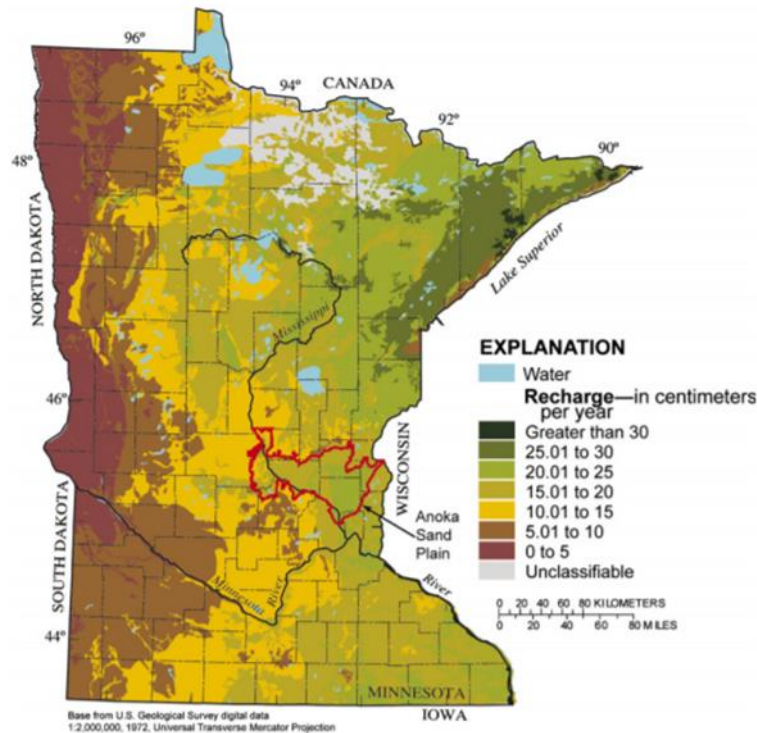 96°
94°
CANADA
92°
90°
48°
NORTH DAKOTA
Lake Superior
Mississippi
EXPLANATION
Water
Recharge—in centimeters
per year
Greater than 30
25.01 to 30
20.01 to 25
15.01 to 20
10.01 to 15
5.01 to 10
0 to 5
Unclassifiable
46°
WISCONSIN
Anoka
Sand
Plain
SOUTH DAKOTA
Minnesota
River
River
0 20 40 60 80 KILOMETERS
0 20 40 60 80 MILES
44°
MINNESOTA
IOWA
Base from U.S. Geological Survey digital data
1:2,000,000, 1972, Universal Transverse Mercator Projection